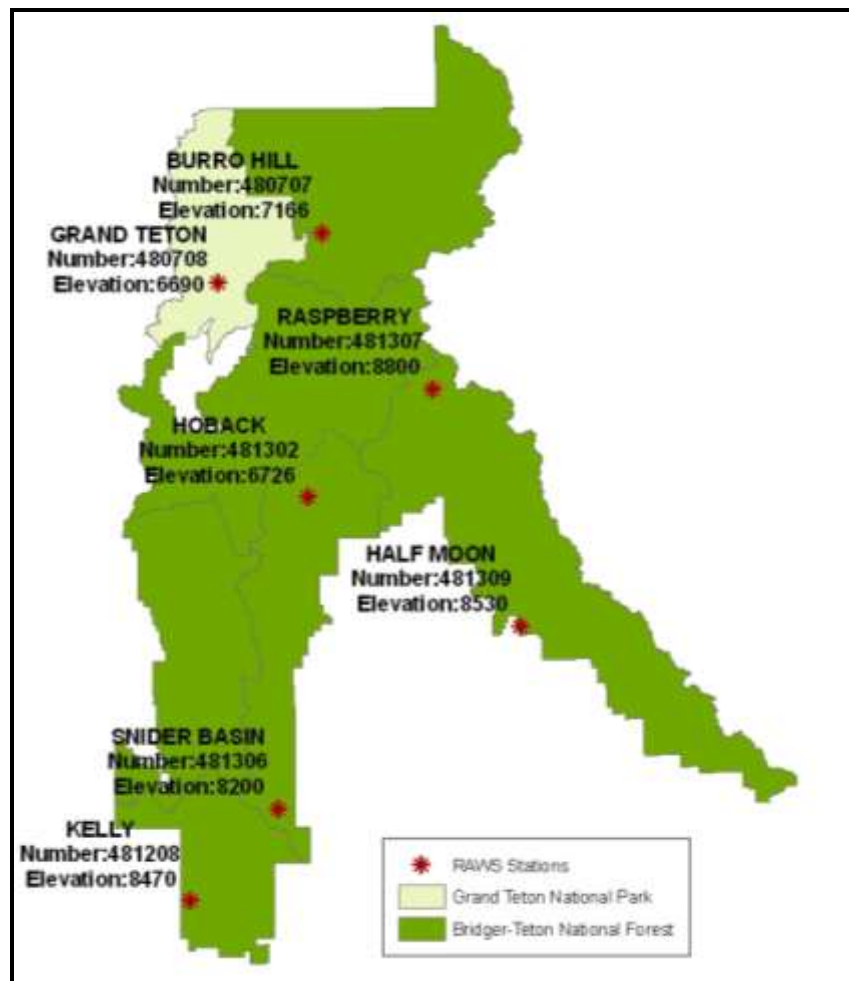 BURRO HILL
Number:480707
Elevation:7166
GRAND TETON
Number:480708
Elevation:6690
RASPBERRY
Number:481307
Elevation:8800
HOBACK
Number:481302
Elevation:6726
HALF MOON
Number:481309
Elevation:8530
SNIDER BASIN
Number:481306
Elevation:8200
KELLY
Number:481208
Elevation:8470
RAWS Stations
Grand Teton National Park
Bridger-Teton National Forest